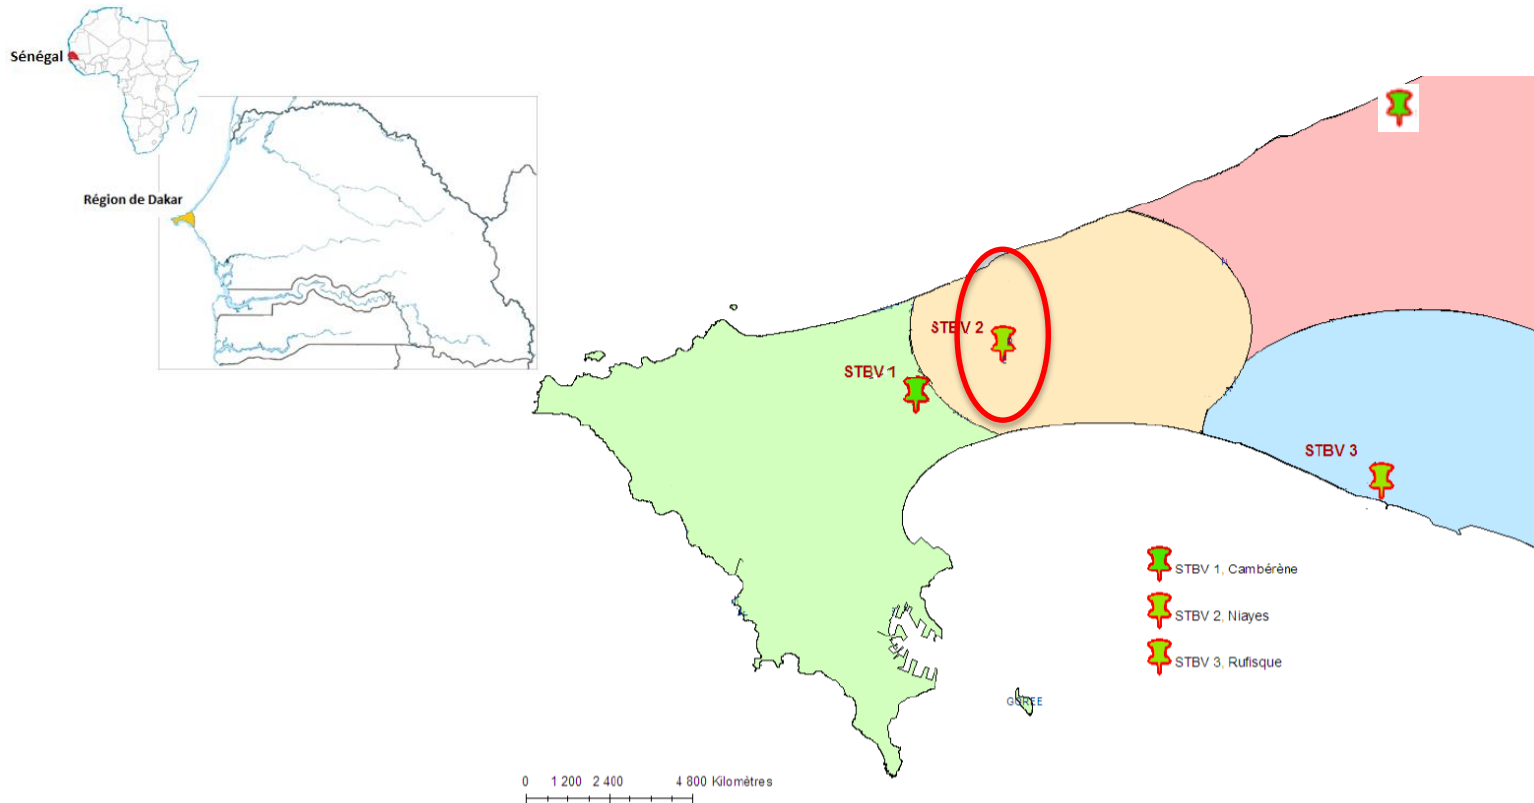 Sénégal
Région de Dakar
STBV 2
STBV 1
STBV 3
STBV 1, Cambérène
STBV 2, Niayes
STBV 3, Rufisque
GOREE
0 1 200 2 400 4 800 Kilomètres